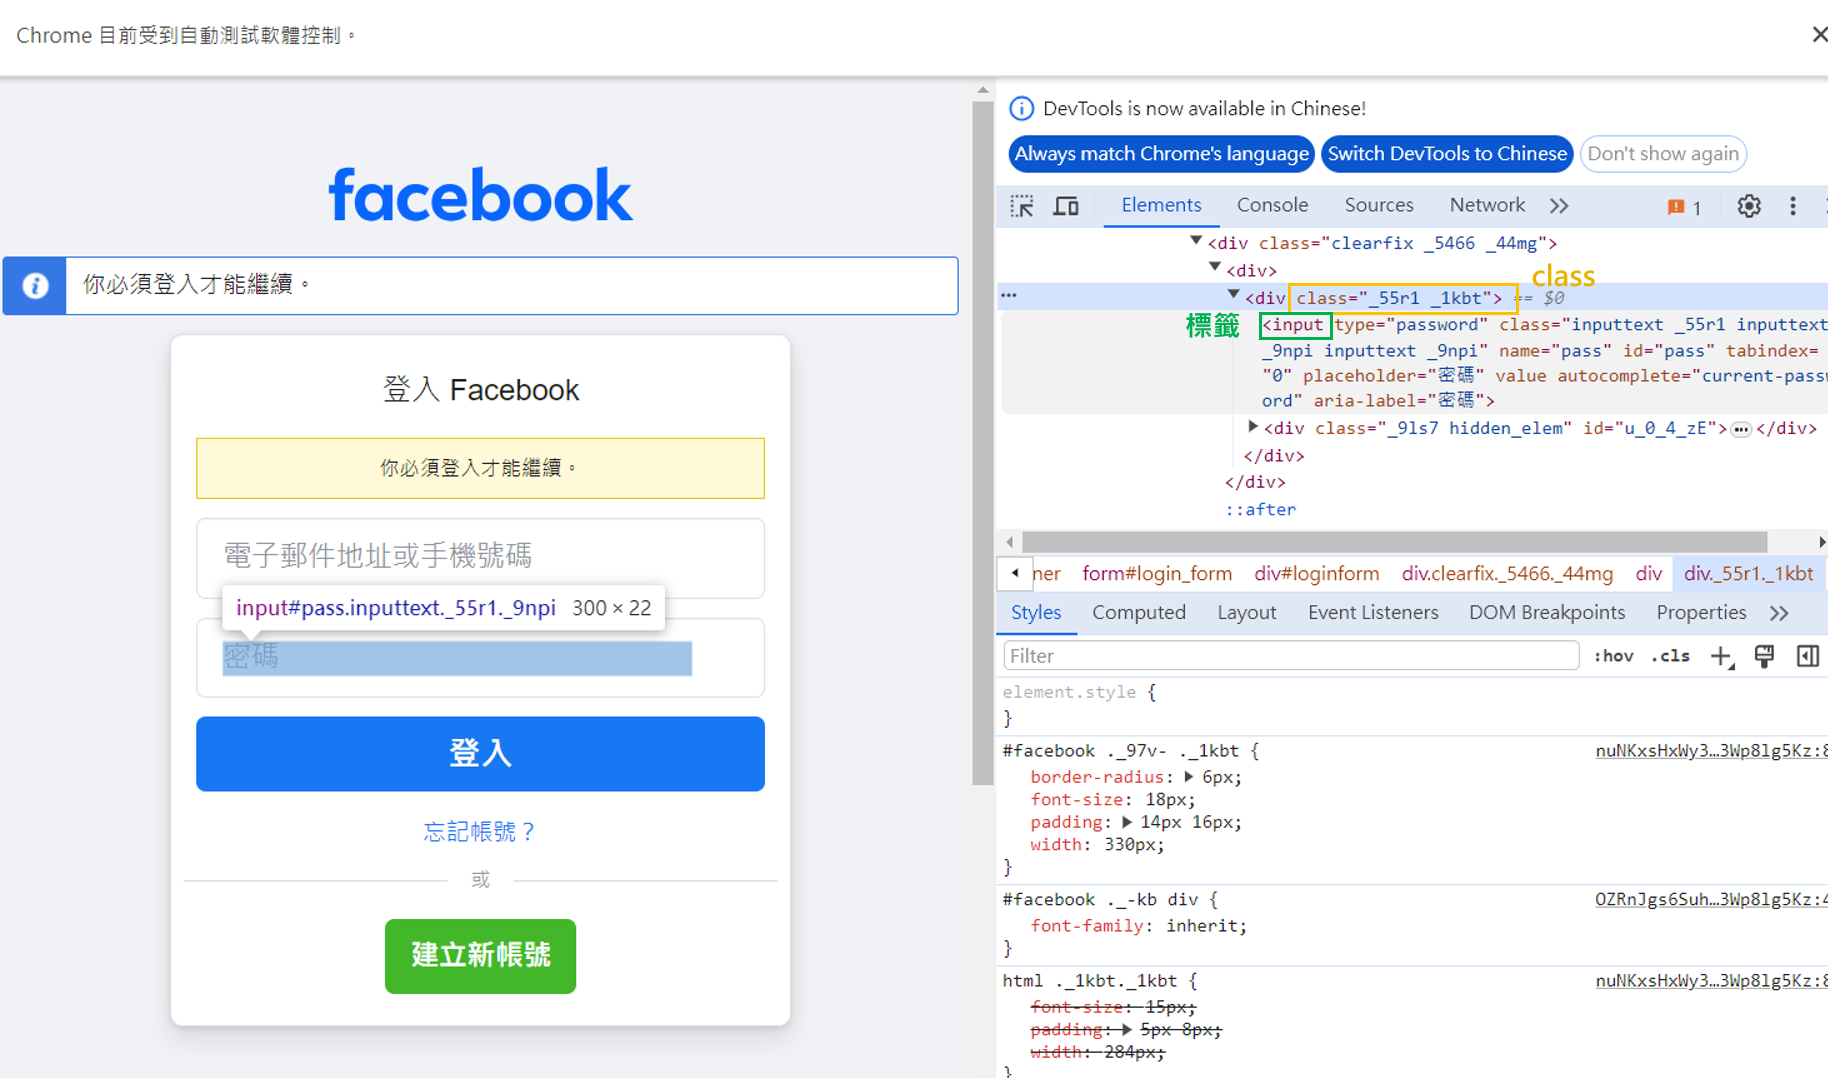 Chrome 目前受到自動測試軟體控制。
facebook
你必須登入才能繼續。
登入 Facebook
你必須登入才能繼續。
電子郵件地址或手機號碼
input#pass.inputtext._55r1._9npi 300 × 22
密碼
登入
忘記帳號？
或
建立新帳號
DevTools is now available in Chinese!
Always match Chrome's language
Switch DevTools to Chinese
Don't show again
Elements Console Sources Network 1
<div class="clearfix _5466 _44mg">
<div>
class
<div class="_55r1 _1kbt"> == $0
標籤
<input type="password" class="inputtext _55r1 inputtext
_9npi inputtext _9npi" name="pass" id="pass" tabindex=
"0" placeholder="密碼" value autocomplete="current-passw
ord" aria-label="密碼">
<div class="_9ls7 hidden_elem" id="u_0_4_zE"> … </div>
</div>
</div>
::after
ner form#login_form div#loginform div.clearfix._5466._44mg div div._55r1._1kbt
Styles Computed Layout Event Listeners DOM Breakpoints Properties
Filter :hov .cls
element.style {
}
#facebook ._97v- ._1kbt { nuNKxsHxWy3…3Wp8lg5Kz:8
border-radius: 6px;
font-size: 18px;
padding: 14px 16px;
width: 330px;
}
#facebook ._-kb div { OZRnJgs6Suh…3Wp8lg5Kz:4
font-family: inherit;
}
html ._1kbt._1kbt { nuNKxsHxWy3…3Wp8lg5Kz:8
font-size: 15px;
padding: 5px 8px;
width: 284px;
}